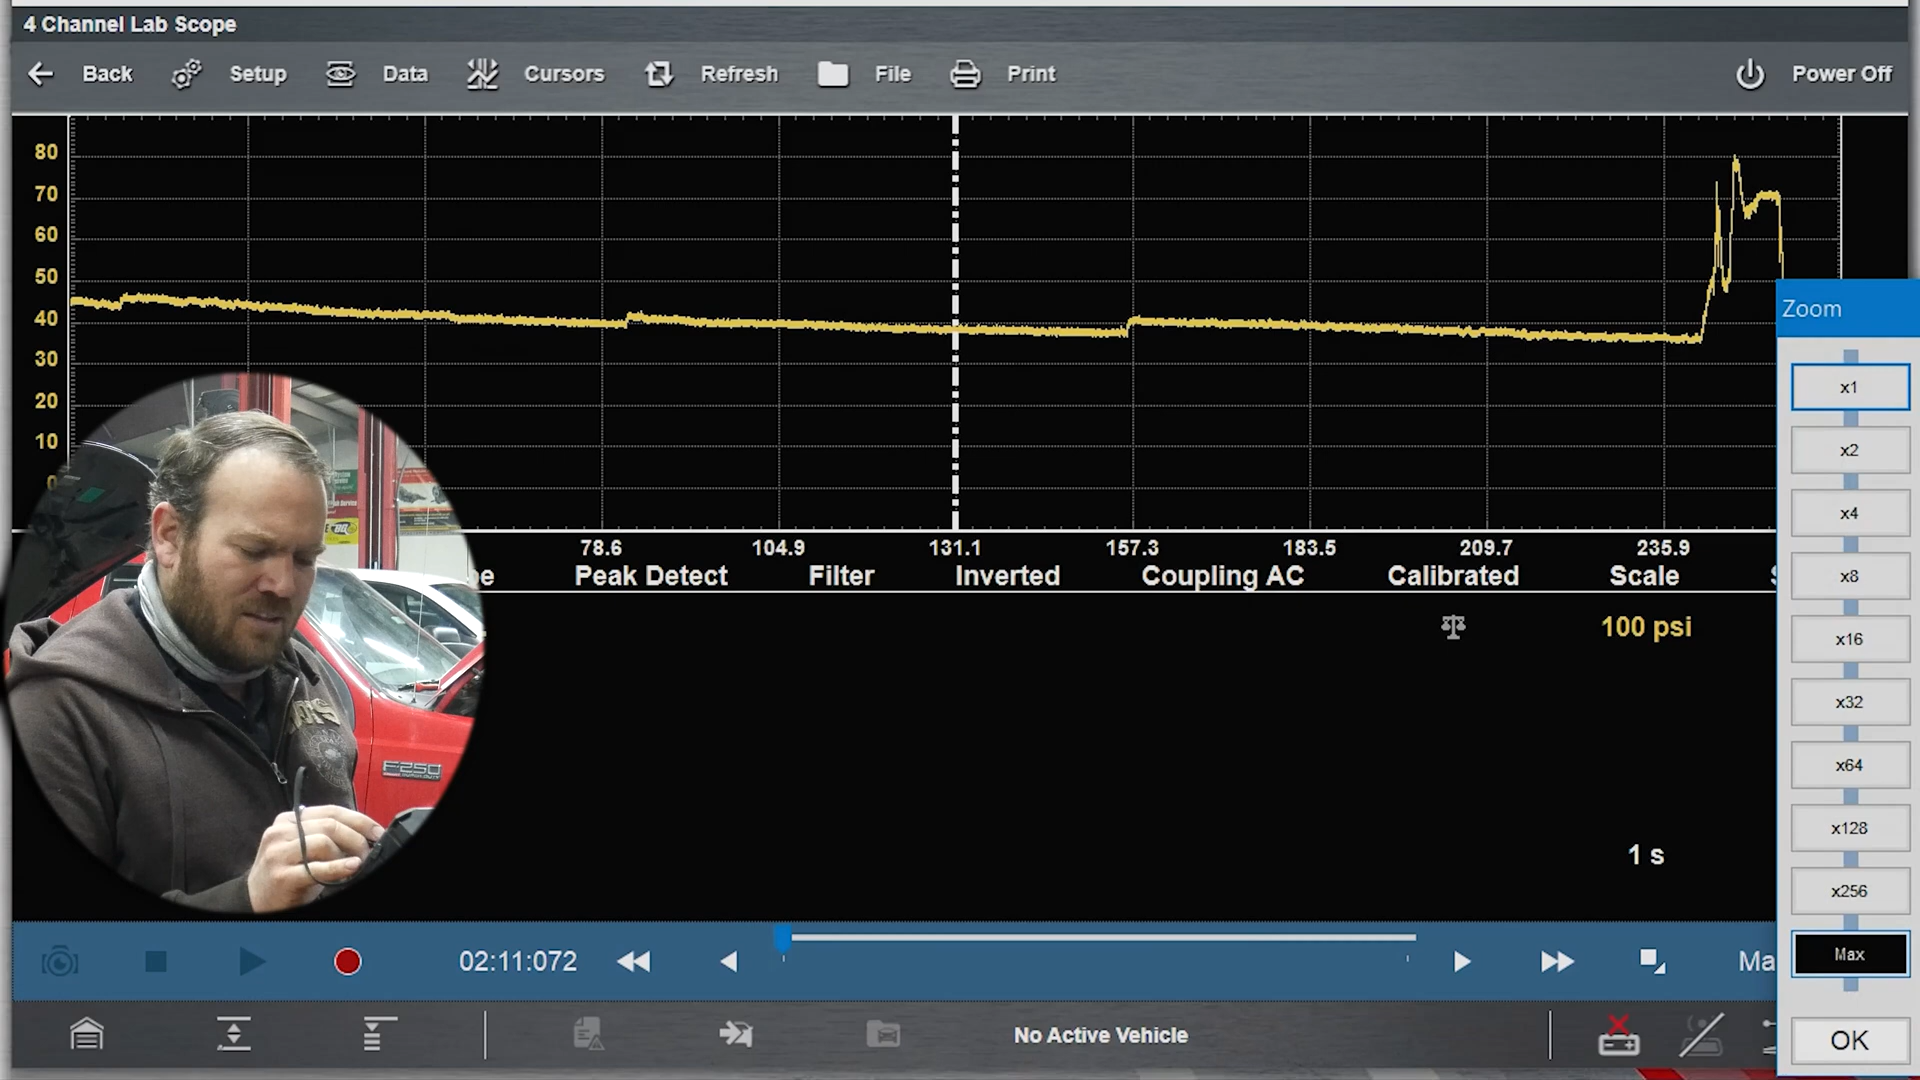 4 Channel Lab Scope
Back Setup Data Cursors Refresh File Print Power Off
80
70
60
50
40
30
20
10
0
Zoom
x1
x2
x4
x8
x16
x32
x64
x128
x256
Max
OK
78.6 104.9 131.1 157.3 183.5 209.7 235.9
Peak Detect Filter Inverted Coupling AC Calibrated Scale
100 psi
F250
1 s
02:11:072
No Active Vehicle